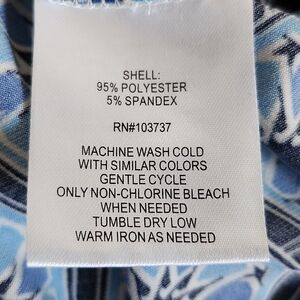 SHELL:
95% POLYESTER
5% SPANDEX
RN#103737
MACHINE WASH COLD
WITH SIMILAR COLORS
GENTLE CYCLE
ONLY NON-CHLORINE BLEACH
WHEN NEEDED
TUMBLE DRY LOW
WARM IRON AS NEEDED